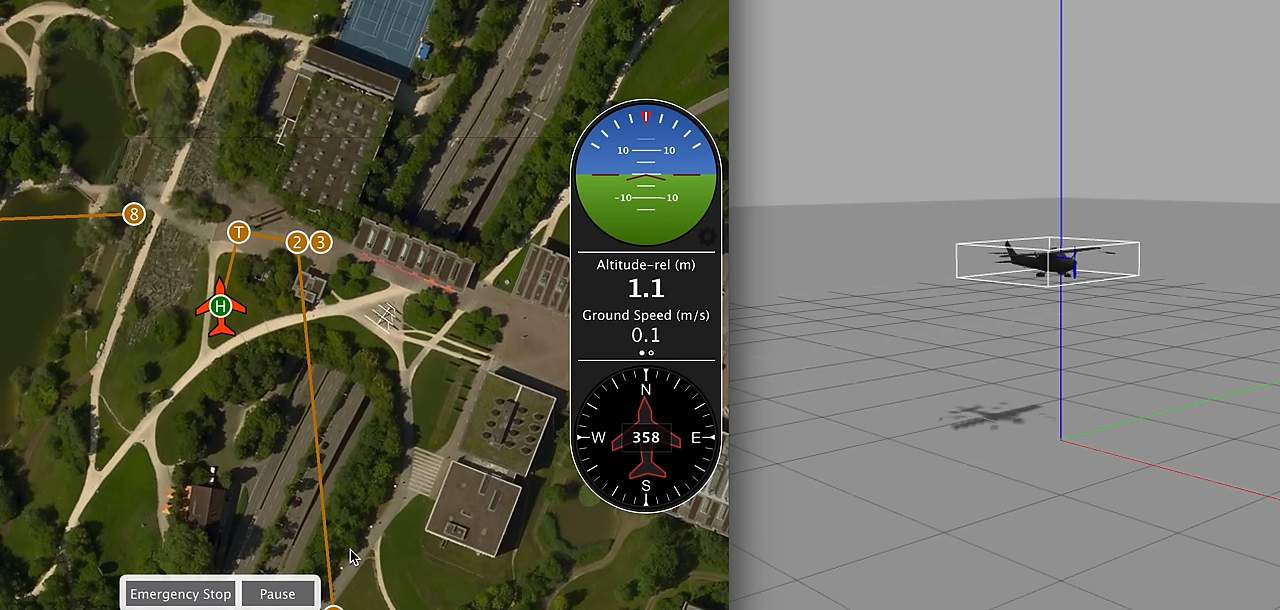 8
T
2
3
H
10 10
-10 10
Altitude-rel (m)
1.1
Ground Speed (m/s)
0.1
N
W 358 E
S
Emergency Stop
Pause